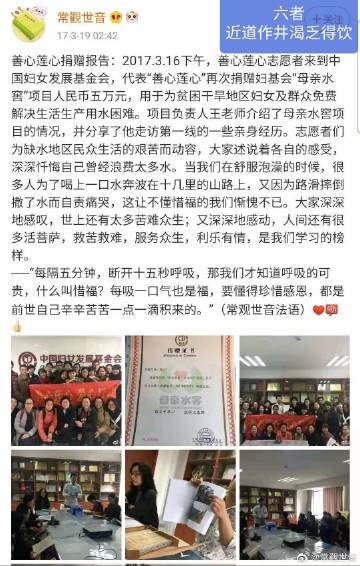 常觀世音
17-3-19 02:42
六者
近道作井渴乏得饮
十关注
善心莲心捐赠报告：2017.3.16下午，善心莲心志愿者来到中
国妇女发展基金会，代表“善心莲心”再次捐赠妇基会“母亲水
窖”项目人民币五万元，用于为贫困干旱地区妇女及群众免费
解决生活生产用水困难。项目负责人王老师介绍了母亲水窖项
目的情况，并分享了他走访第一线的一些亲身经历。志愿者们
为缺水地区民众生活的艰苦而动容，大家述说着各自的感受，
深深忏悔自己曾经浪费太多水。当我们在舒服泡澡的时候，很
多人为了喝上一口水奔波在十几里的山路上，又因为路滑摔倒
撒了水而自责痛哭，这让不懂惜福的我们惭愧不已。大家深深
地感叹，世上还有太多苦难众生；又深深地感动，人间还有很
多活菩萨，救苦救难，服务众生，利乐有情，是我们学习的榜
样。
-----“每隔五分钟，断开十五秒呼吸，那我们才知道呼吸的可
贵，什么叫惜福？每吸一口气也是福，要懂得珍惜感恩，都是
前世自己辛辛苦苦一点一滴积来的。”（常观世音法语）
中国妇女发展基金会
捐赠证书
母亲水窖
@常觀世音